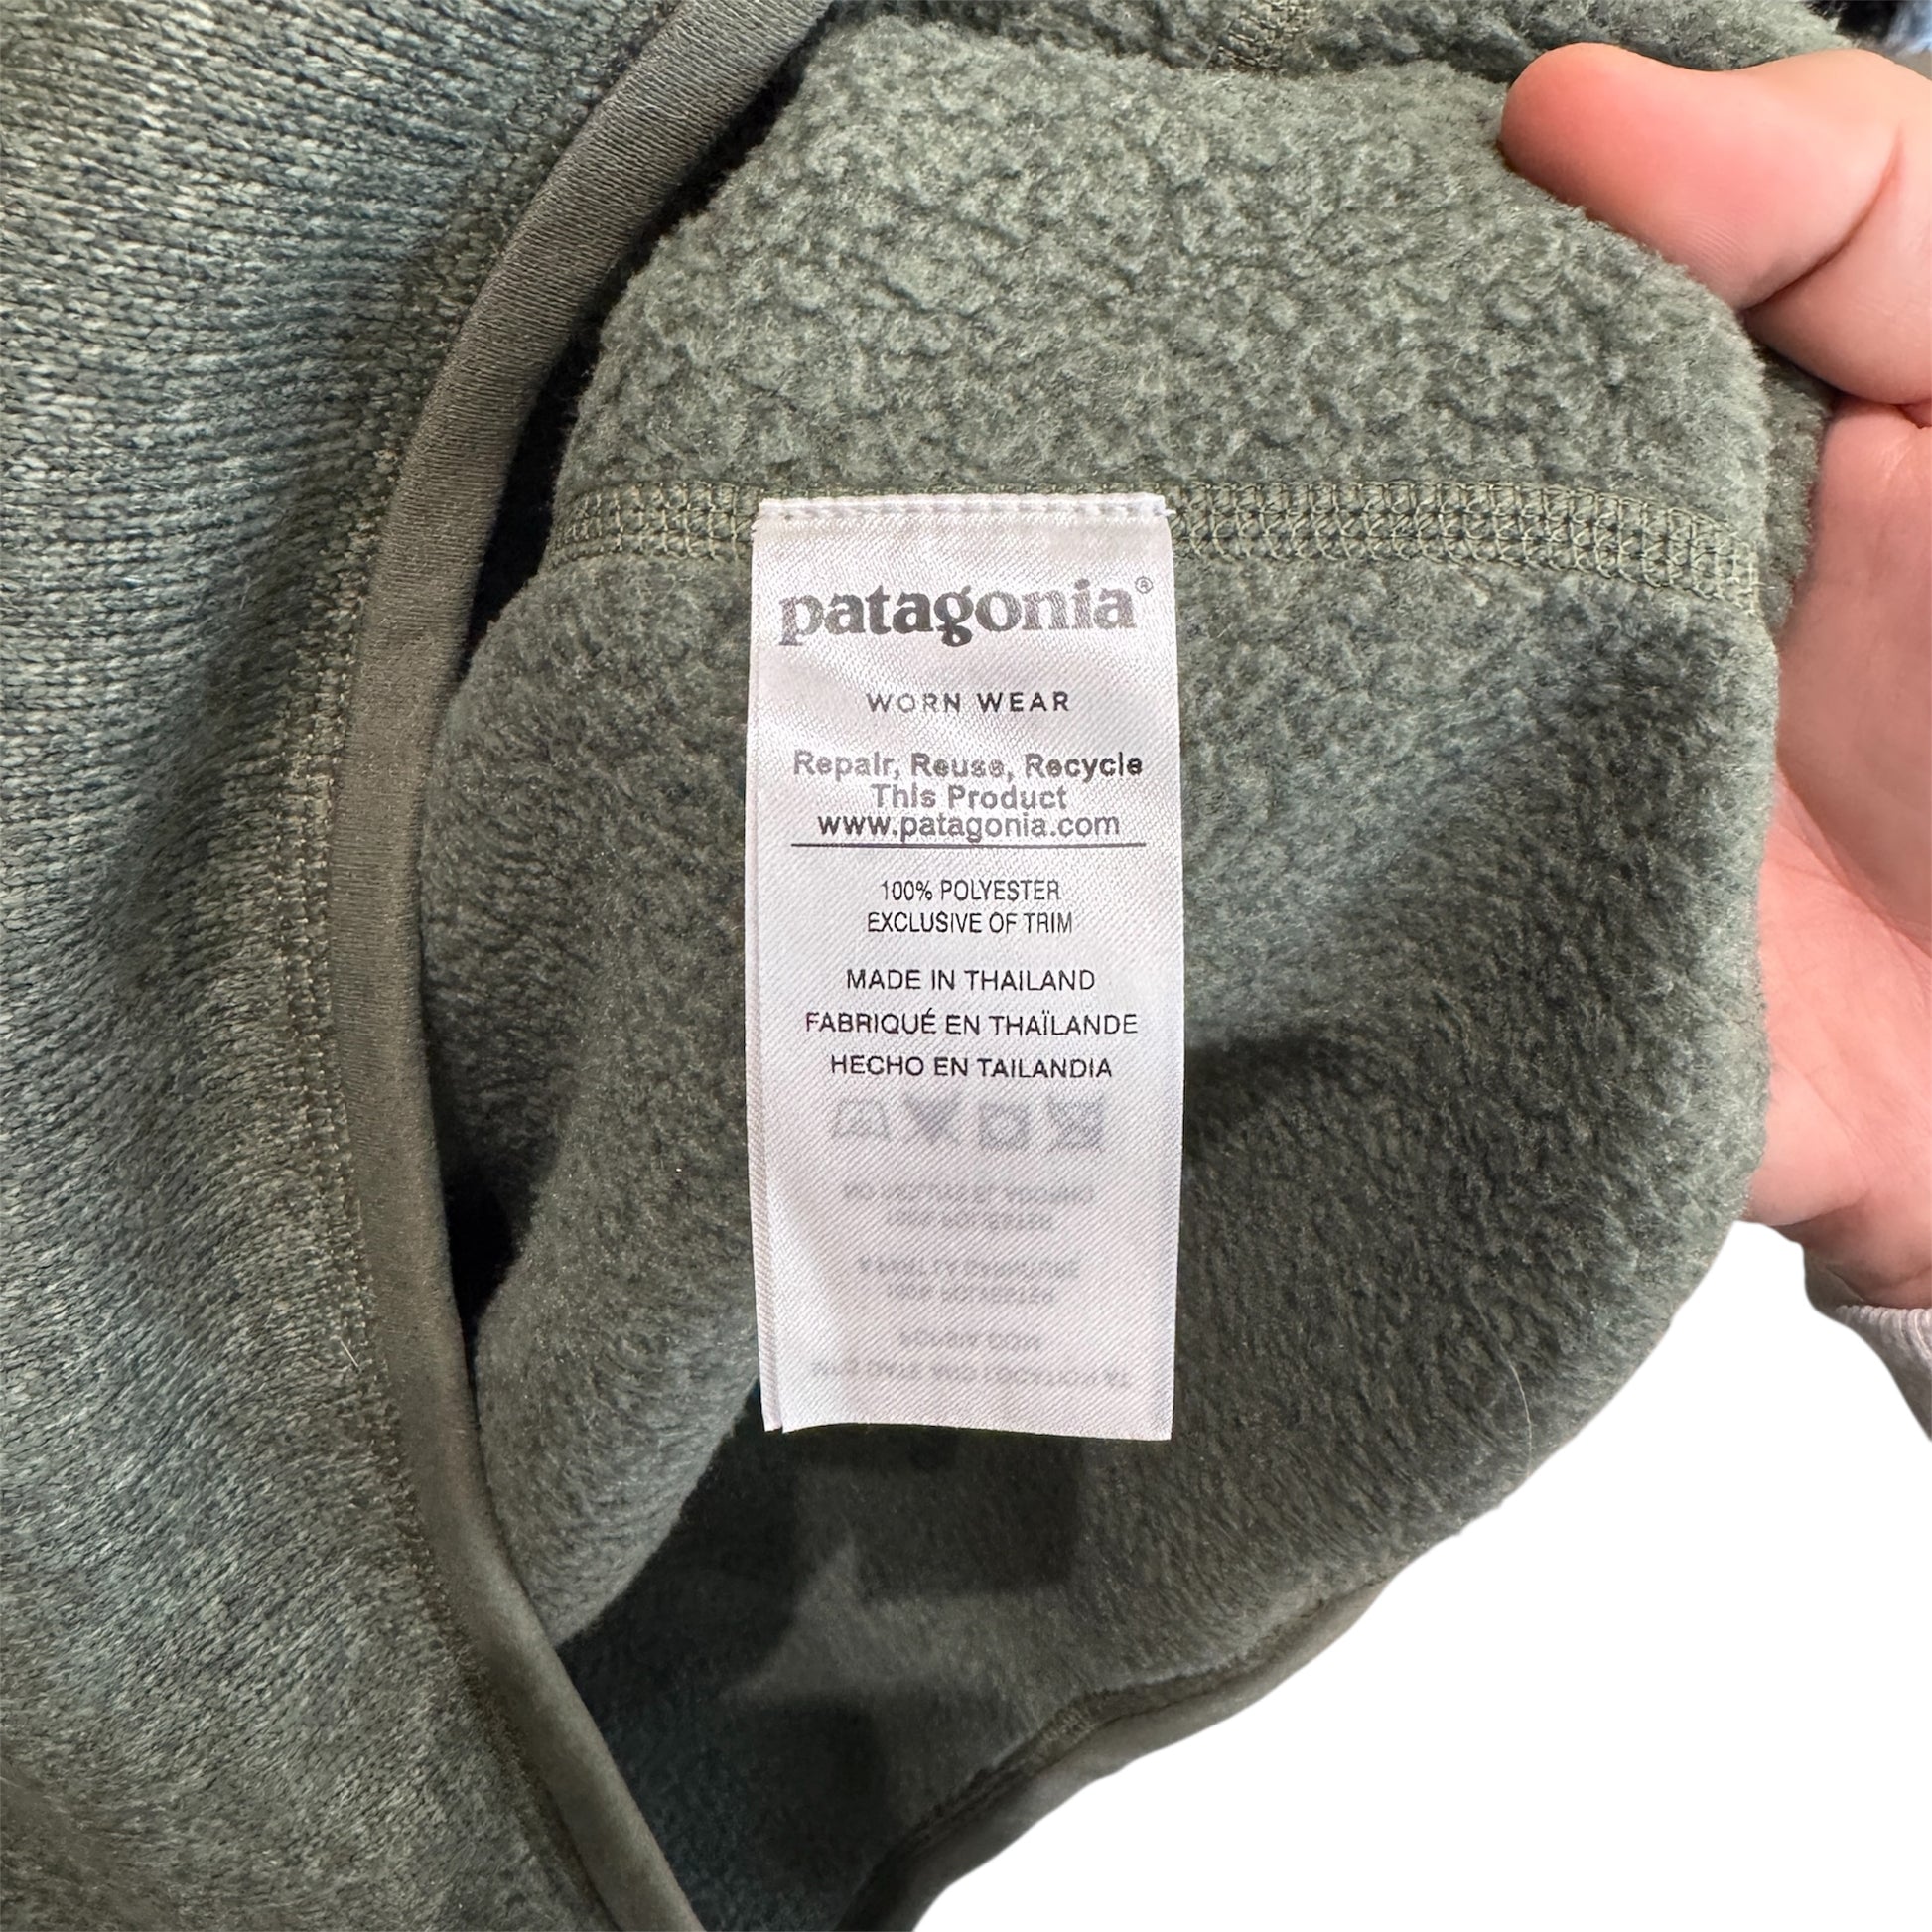 patagonia®
WORN WEAR
Repair, Reuse, Recycle
This Product
www.patagonia.com
100% POLYESTER
EXCLUSIVE OF TRIM
MADE IN THAILAND
FABRIQUÉ EN THAÏLANDE
HECHO EN TAILANDIA